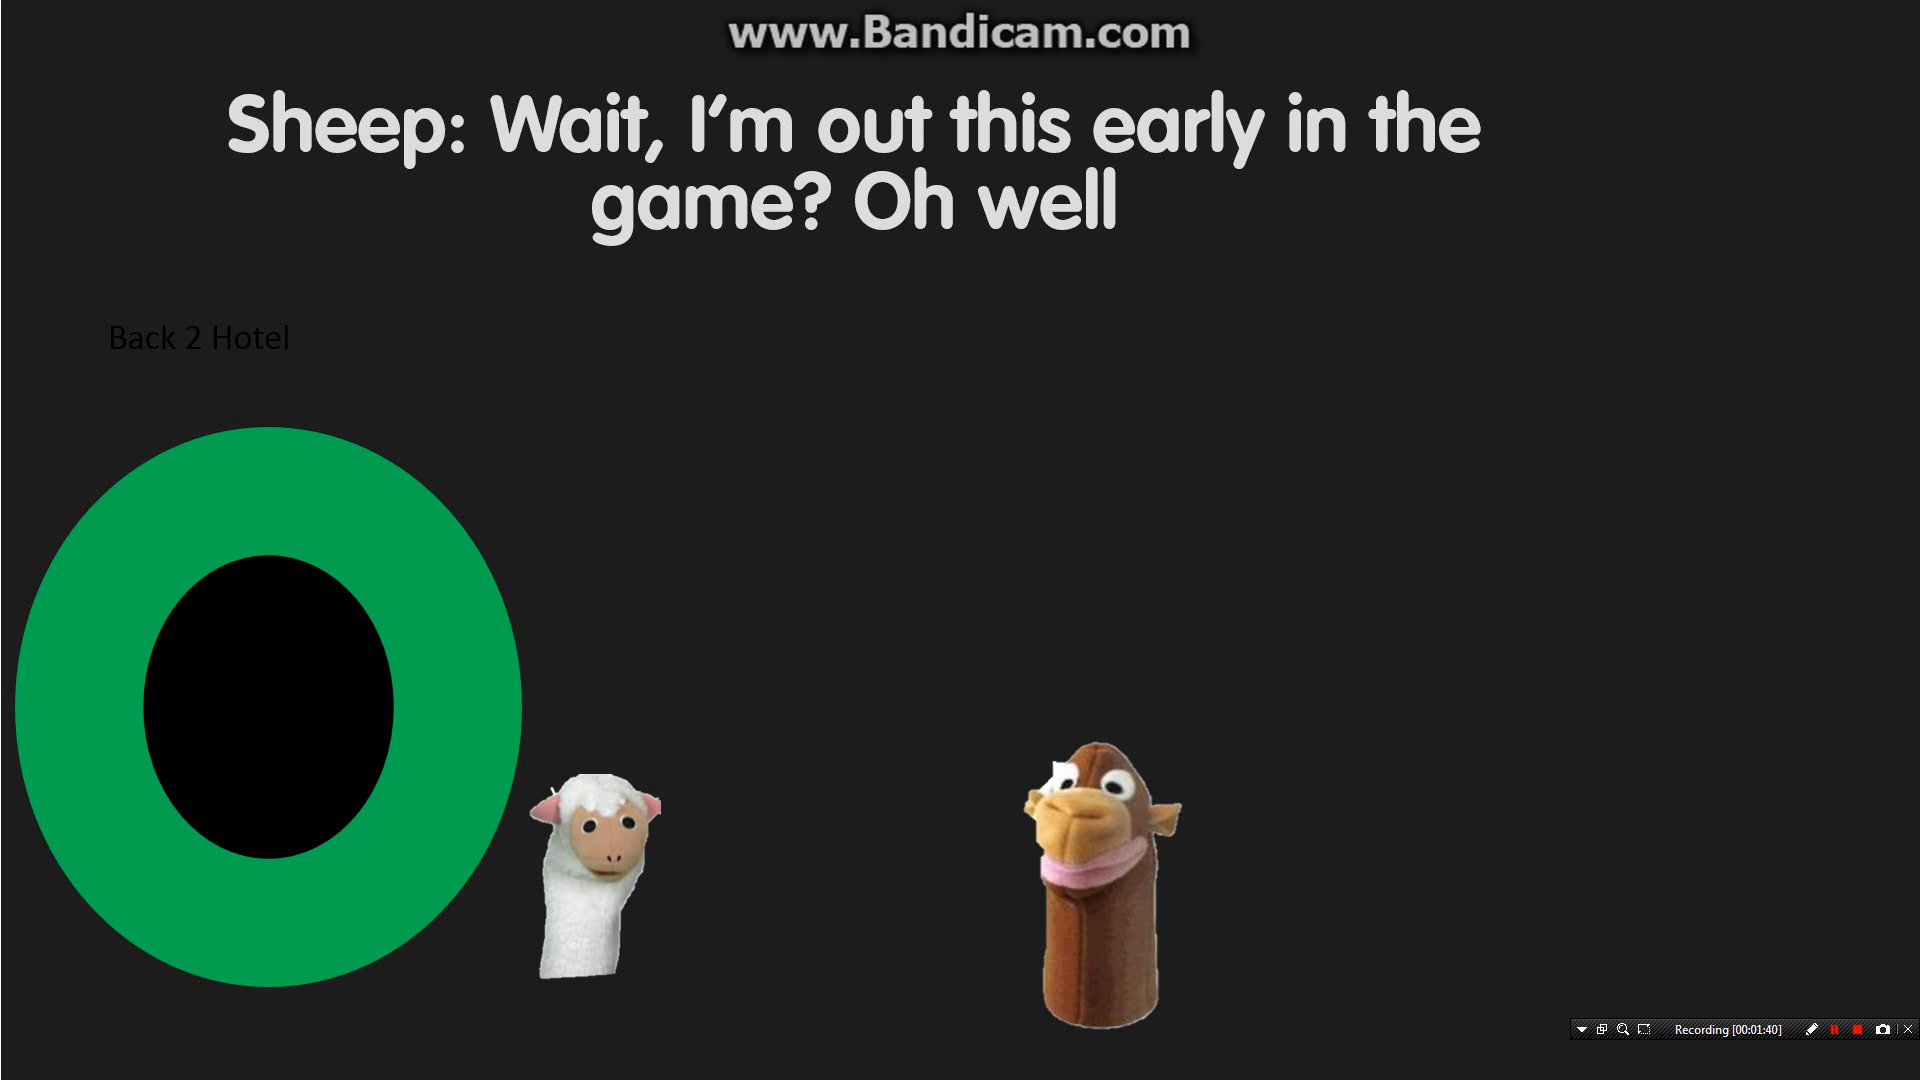 www.Bandicam.com
Sheep: Wait, I’m out this early in the
game? Oh well
Back 2 Hotel
Recording [00:01:40]